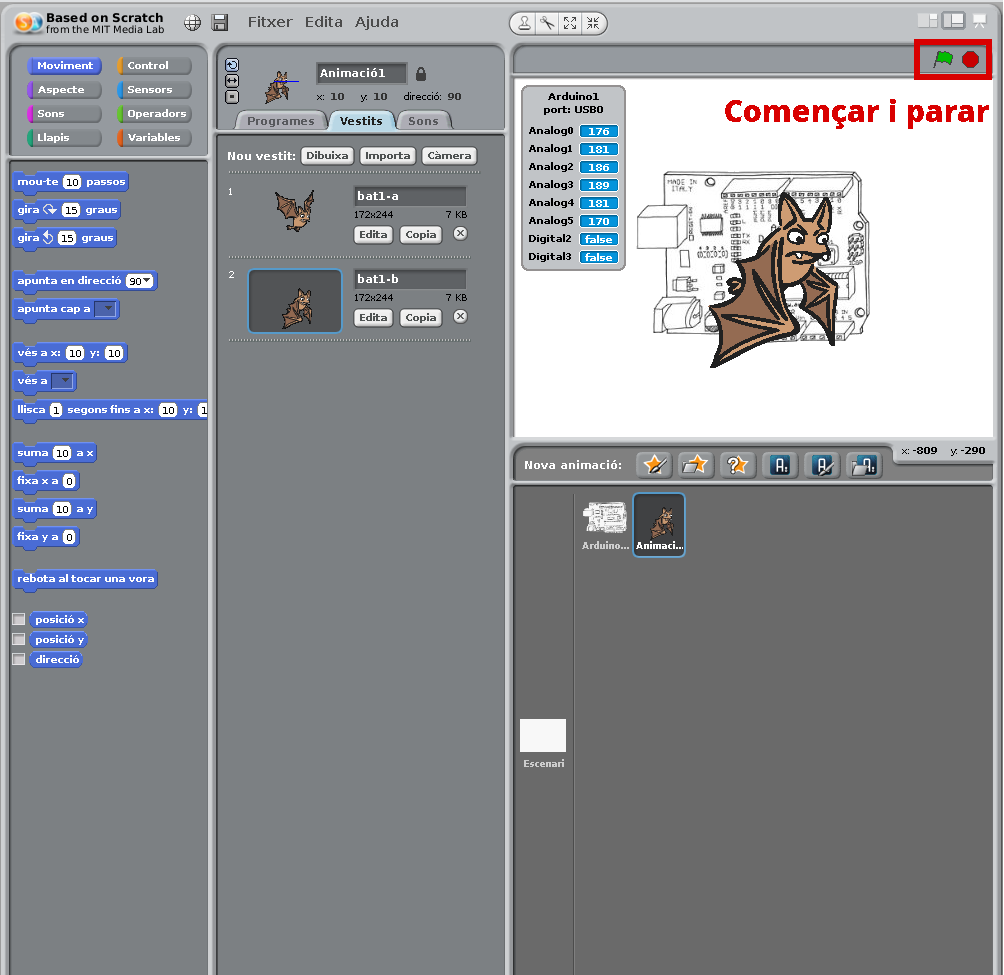 Based on Scratch
from the MIT Media Lab
Fitxer Edita Ajuda
Moviment Control
Aspecte Sensors
Sons Operadors
Llapis Variables
mou-te 10 passos
gira 15 graus
gira 15 graus
apunta en direcció 90
apunta cap a
vés a x: 10 y: 10
vés a
llisca 1 segons fins a x: 10 y: 1
suma 10 a x
fixa x a 0
suma 10 a y
fixa y a 0
rebota al tocar una vora
posició x
posició y
direcció
Animació1
x: 10 y: 10 direcció: 90
Programes Vestits Sons
Nou vestit: Dibuixa Importa Càmera
1
bat1-a
172x244 7 KB
Edita Copia
2
bat1-b
172x244 7 KB
Edita Copia
Començar i parar
Arduino1
port: USB0
Analog0 176
Analog1 181
Analog2 186
Analog3 189
Analog4 181
Analog5 170
Digital2 false
Digital3 false
MADE IN
ITALY
x: -809 y: -290
Nova animació:
Arduino... Animaci...
Escenari